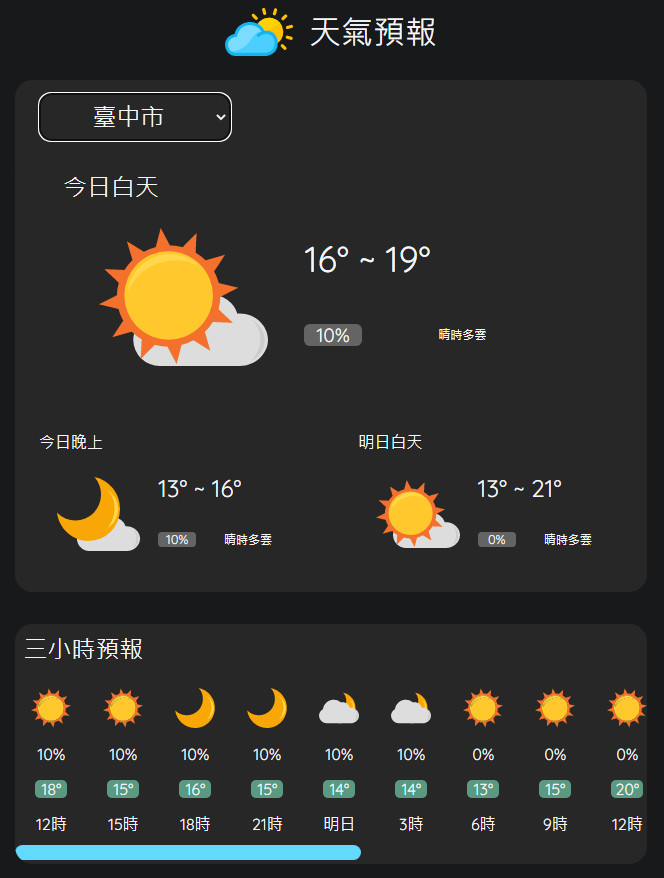 天氣預報
臺中市
今日白天
16° ~ 19°
10% 晴時多雲
今日晚上
13° ~ 16°
10% 晴時多雲
明日白天
13° ~ 21°
0% 晴時多雲
三小時預報
10% 10% 10% 10% 10% 10% 0% 0% 0%
18° 15° 16° 15° 14° 14° 13° 15° 20°
12時 15時 18時 21時 明日 3時 6時 9時 12時